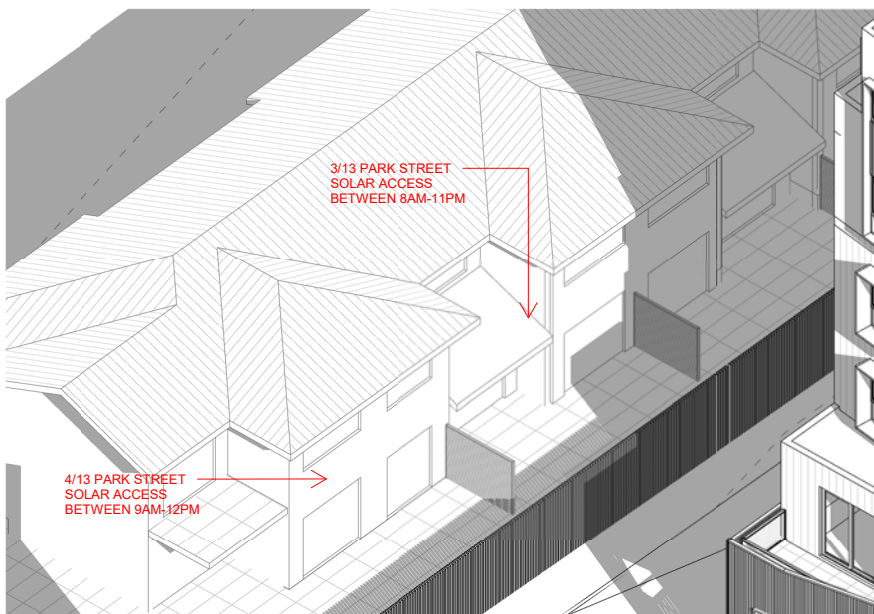 3/13 PARK STREET
SOLAR ACCESS
BETWEEN 8AM-11PM
4/13 PARK STREET
SOLAR ACCESS
BETWEEN 9AM-12PM